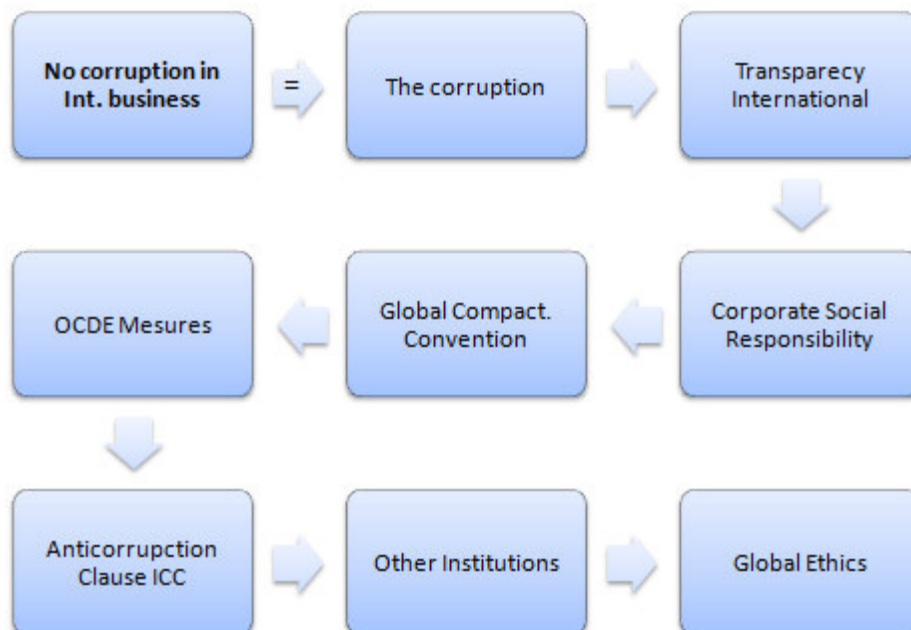 No corruption in
Int. business
=
The corruption
Transparecy
International
Corporate Social
Responsibility
Global Compact.
Convention
OCDE Mesures
Anticorrupction
Clause ICC
Other Institutions
Global Ethics